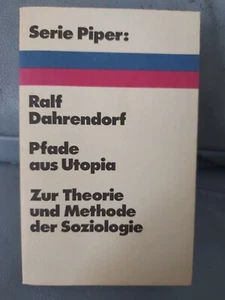 Serie Piper:
Ralf
Dahrendorf
Pfade
aus Utopia
Zur Theorie
und Methode
der Soziologie